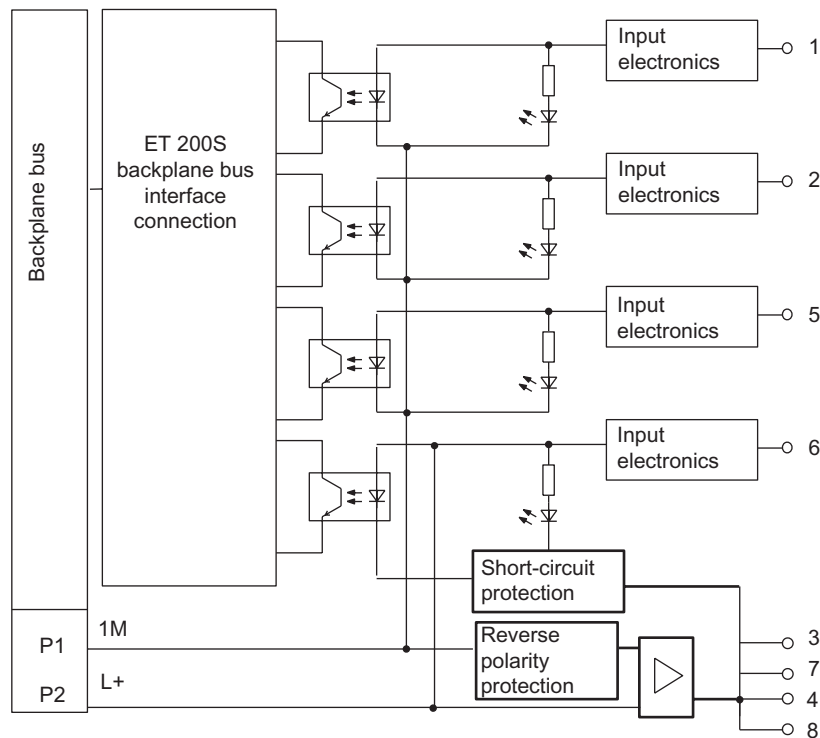 Backplane bus
ET 200S
backplane bus
interface
connection
Input
electronics
1
Input
electronics
2
Input
electronics
5
Input
electronics
6
Short-circuit
protection
P1
1M
Reverse
polarity
protection
3
7
P2
L+
4
8